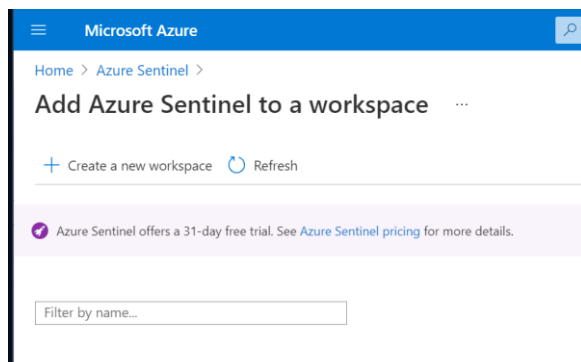 Microsoft Azure
Home > Azure Sentinel >
Add Azure Sentinel to a workspace ...
+ Create a new workspace Refresh
Azure Sentinel offers a 31-day free trial. See Azure Sentinel pricing for more details.
Filter by name...